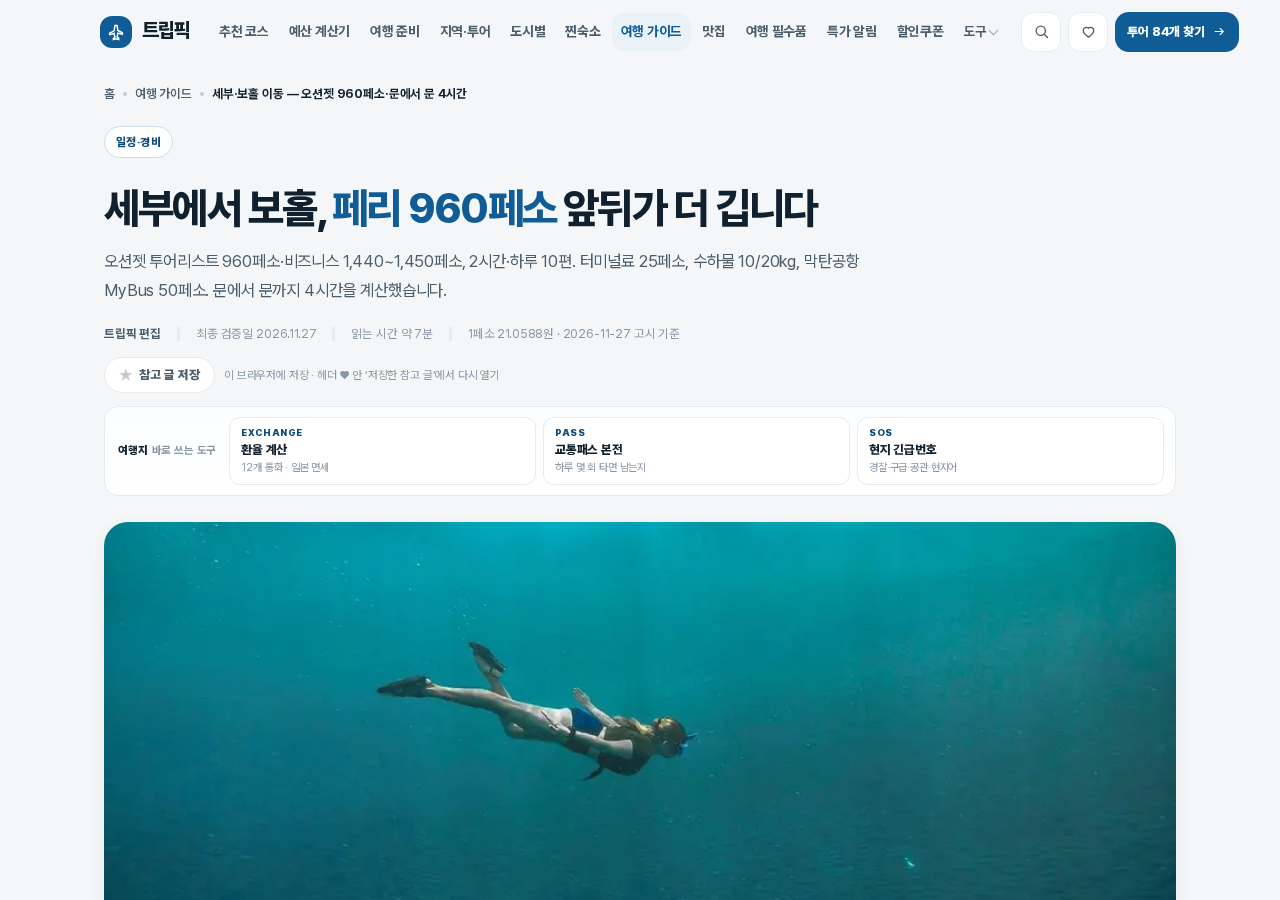 트립픽
추천 코스
예산 계산기
여행 준비
지역·투어
도시별
찐숙소
여행 가이드
맛집
여행 필수품
특가 알림
할인쿠폰
도구
투어 84개 찾기 →
홈 • 여행 가이드 • 세부·보홀 이동 — 오션젯 960페소·문에서 문 4시간
일정·경비
세부에서 보홀, 페리 960페소 앞뒤가 더 깁니다
오션젯 투어리스트 960페소·비즈니스 1,440~1,450페소, 2시간·하루 10편. 터미널료 25페소, 수하물 10/20kg, 막탄공항
MyBus 50페소. 문에서 문까지 4시간을 계산했습니다.
트립픽 편집 | 최종 검증일 2026.11.27 | 읽는 시간 약 7분 | 1페소 21.0588원 · 2026-11-27 고시 기준
★ 참고 글 저장
이 브라우저에 저장 · 헤더 ♥ 안 '저장한 참고 글'에서 다시 열기
여행지 바로 쓰는 도구
EXCHANGE
환율 계산
12개 통화 · 일본 면세
PASS
교통패스 본전
하루 몇 회 타면 남는지
SOS
현지 긴급번호
경찰·구급·공관·현지어